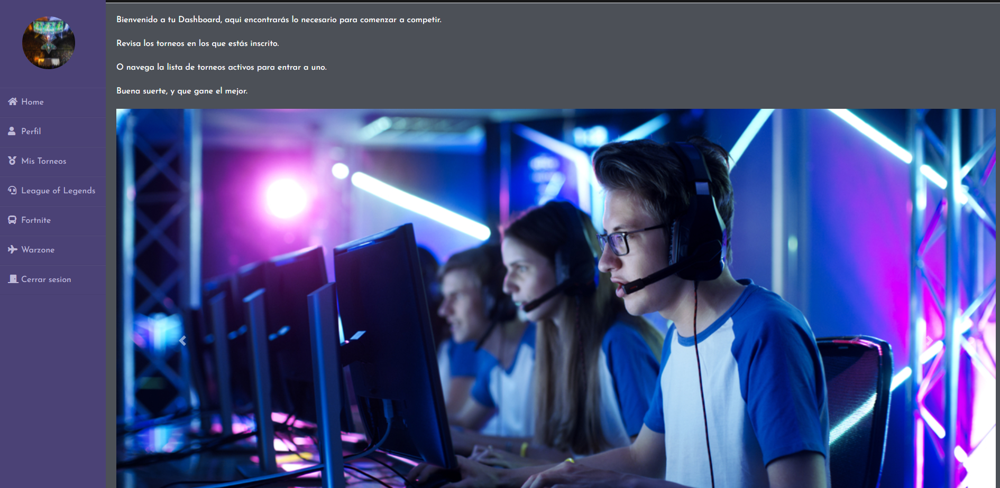 Bienvenido a tu Dashboard, aqui encontrarás lo necesario para comenzar a competir.
Revisa los torneos en los que estás inscrito.
O navega la lista de torneos activos para entrar a uno.
Buena suerte, y que gane el mejor.
Home
Perfil
Mis Torneos
League of Legends
Fortnite
Warzone
Cerrar sesion